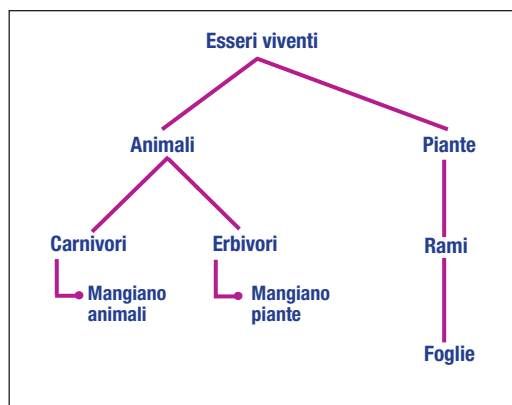 Esseri viventi
Animali
Piante
Carnivori
Erbivori
Rami
Mangiano
animali
Mangiano
piante
Foglie